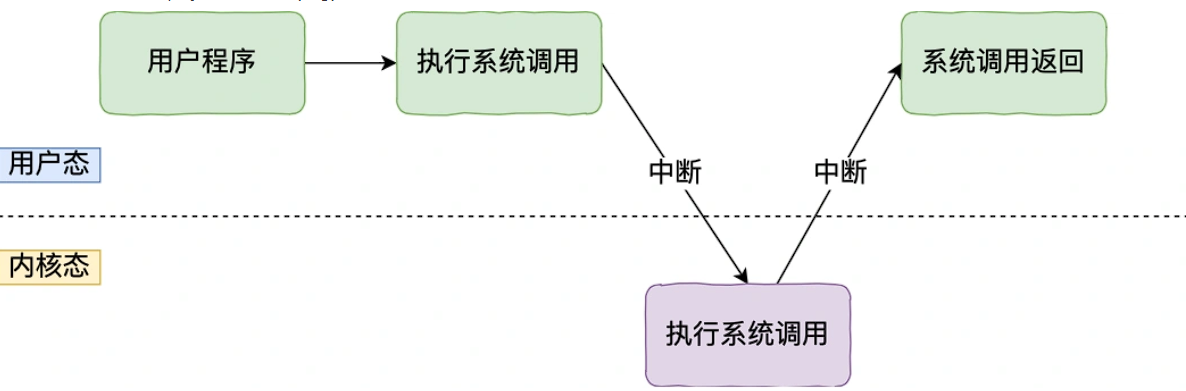 用户程序
执行系统调用
系统调用返回
用户态
中断
中断
内核态
执行系统调用